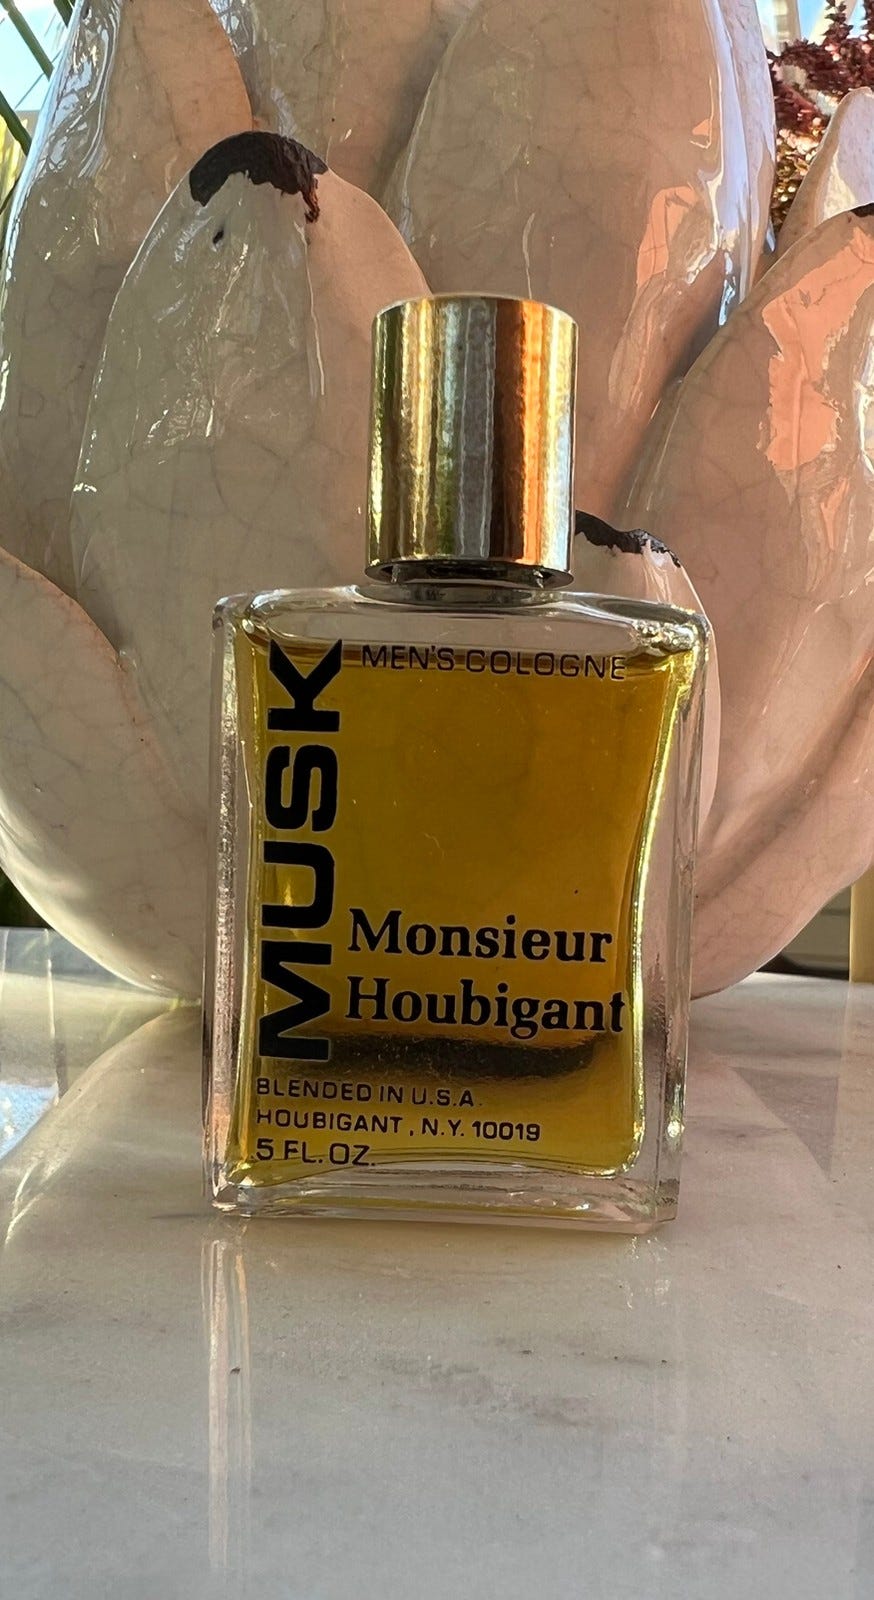 MUSK
MEN'S COLOGNE
Monsieur
Houbigant
BLENDED IN U.S.A.
HOUBIGANT, N.Y. 10019
.5 FL. OZ.